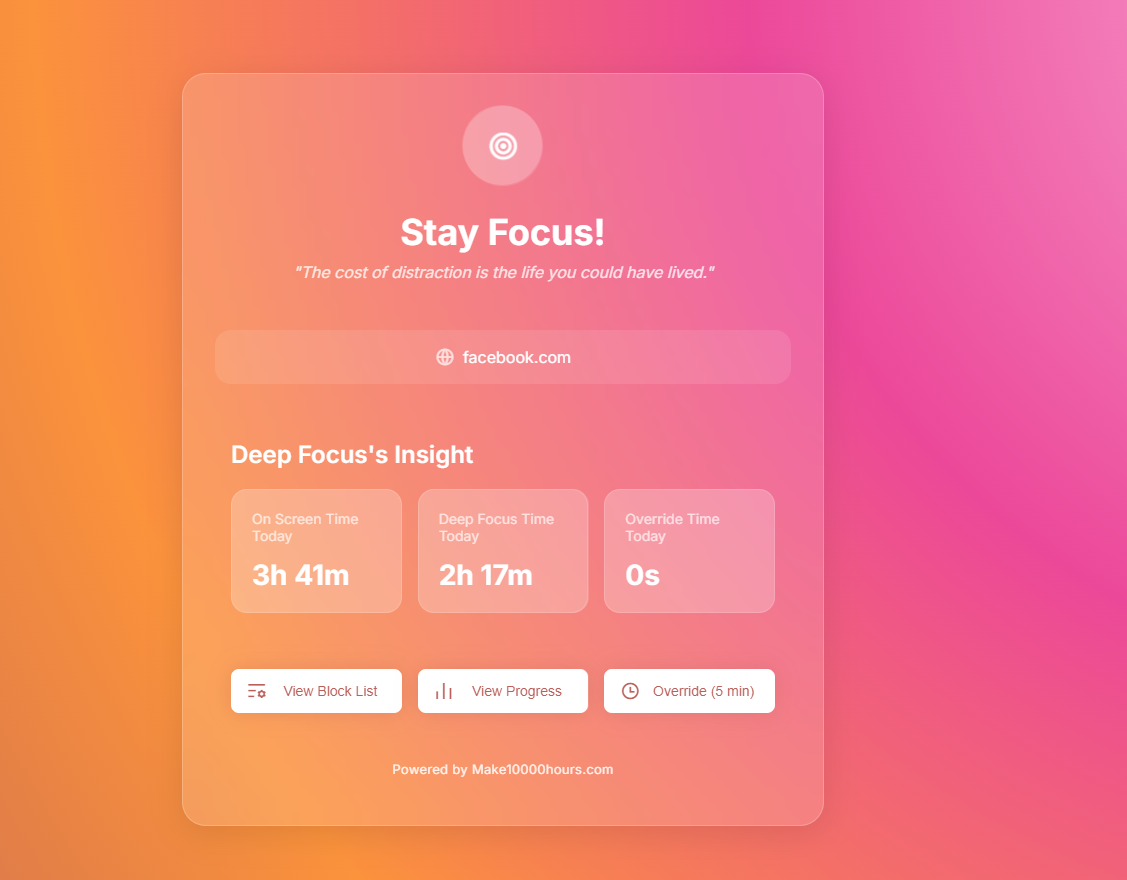 Stay Focus!
"The cost of distraction is the life you could have lived."
facebook.com
Deep Focus's Insight
On Screen Time
Today
3h 41m
Deep Focus Time
Today
2h 17m
Override Time
Today
0s
View Block List
View Progress
Override (5 min)
Powered by Make10000hours.com